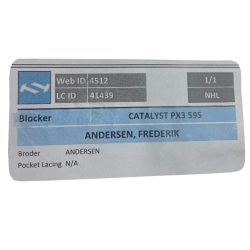 Web ID 4512 1/1
LC ID 41439 NHL
Blocker CATALYST PX3 595
ANDERSEN, FREDERIK
Broder ANDERSEN
Pocket Lacing N/A